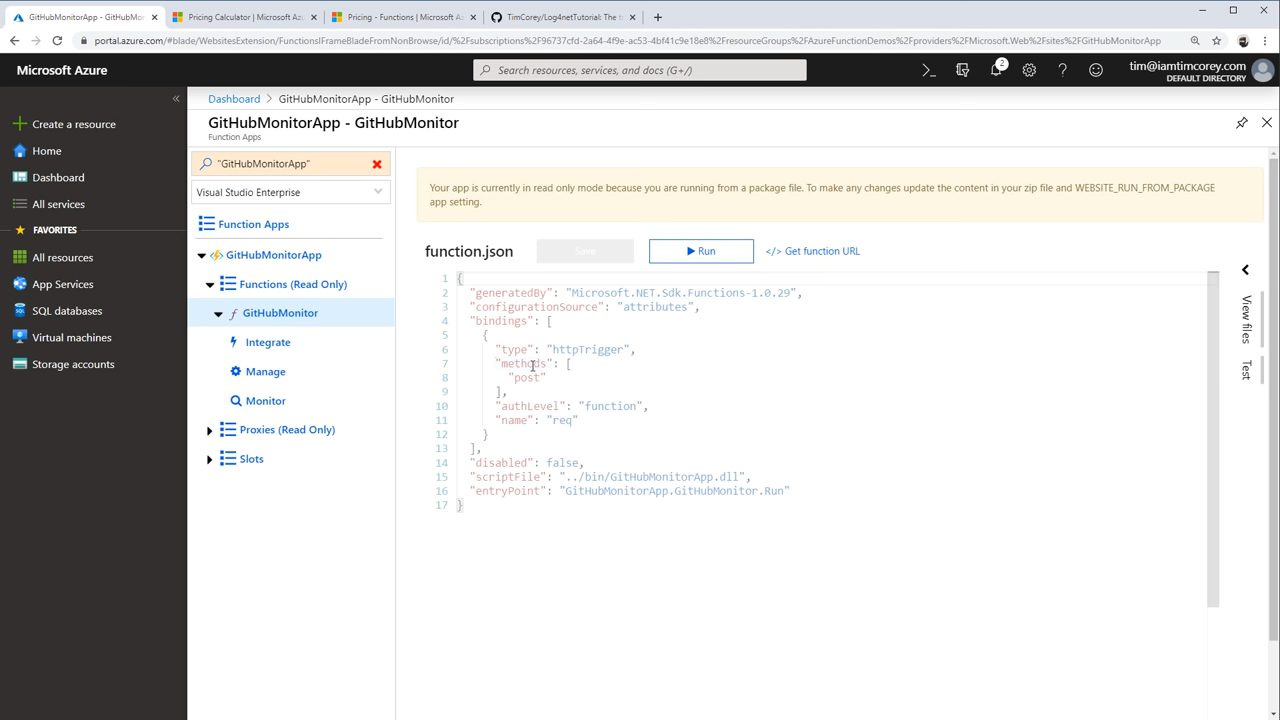 GitHubMonitorApp - GitHubMoni
Pricing Calculator | Microsoft Azu
Pricing - Functions | Microsoft A
TimCorey/Log4netTutorial: The t
portal.azure.com/#blade/WebsitesExtension/FunctionsIFrameBladeFromNonBrowse/id/%2Fsubscriptions%2F96737cfd-2a64-4f9e-ac53-4bf41c9e18e8%2FresourceGroups%2FAzureFunctionDemos%2Fproviders%2FMicrosoft.Web%2Fsites%2FGitHubMonitorApp
Microsoft Azure
Search resources, services, and docs (G+/)
2
tim@iamtimcorey.com
DEFAULT DIRECTORY
Create a resource
Home
Dashboard
All services
FAVORITES
All resources
App Services
SQL databases
Virtual machines
Storage accounts
Dashboard > GitHubMonitorApp - GitHubMonitor
GitHubMonitorApp - GitHubMonitor
Function Apps
"GitHubMonitorApp"
Visual Studio Enterprise
Function Apps
GitHubMonitorApp
Functions (Read Only)
GitHubMonitor
Integrate
Manage
Monitor
Proxies (Read Only)
Slots
Your app is currently in read only mode because you are running from a package file. To make any changes update the content in your zip file and WEBSITE_RUN_FROM_PACKAGE
app setting.
function.json
Save
Run
</> Get function URL
1 {
2 "generatedBy": "Microsoft.NET.Sdk.Functions-1.0.29",
3 "configurationSource": "attributes",
4 "bindings": [
5 {
6 "type": "httpTrigger",
7 "methods": [
8 "post"
9 ],
10 "authLevel": "function",
11 "name": "req"
12 }
13 ],
14 "disabled": false,
15 "scriptFile": "../bin/GitHubMonitorApp.dll",
16 "entryPoint": "GitHubMonitorApp.GitHubMonitor.Run"
17 }
View files
Test